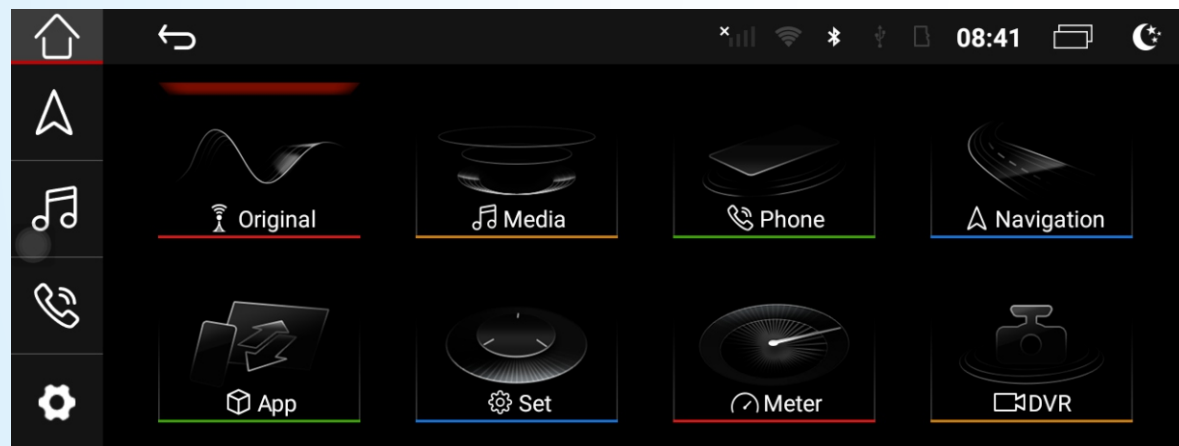 08:41
Original
Media
Phone
Navigation
App
Set
Meter
DVR